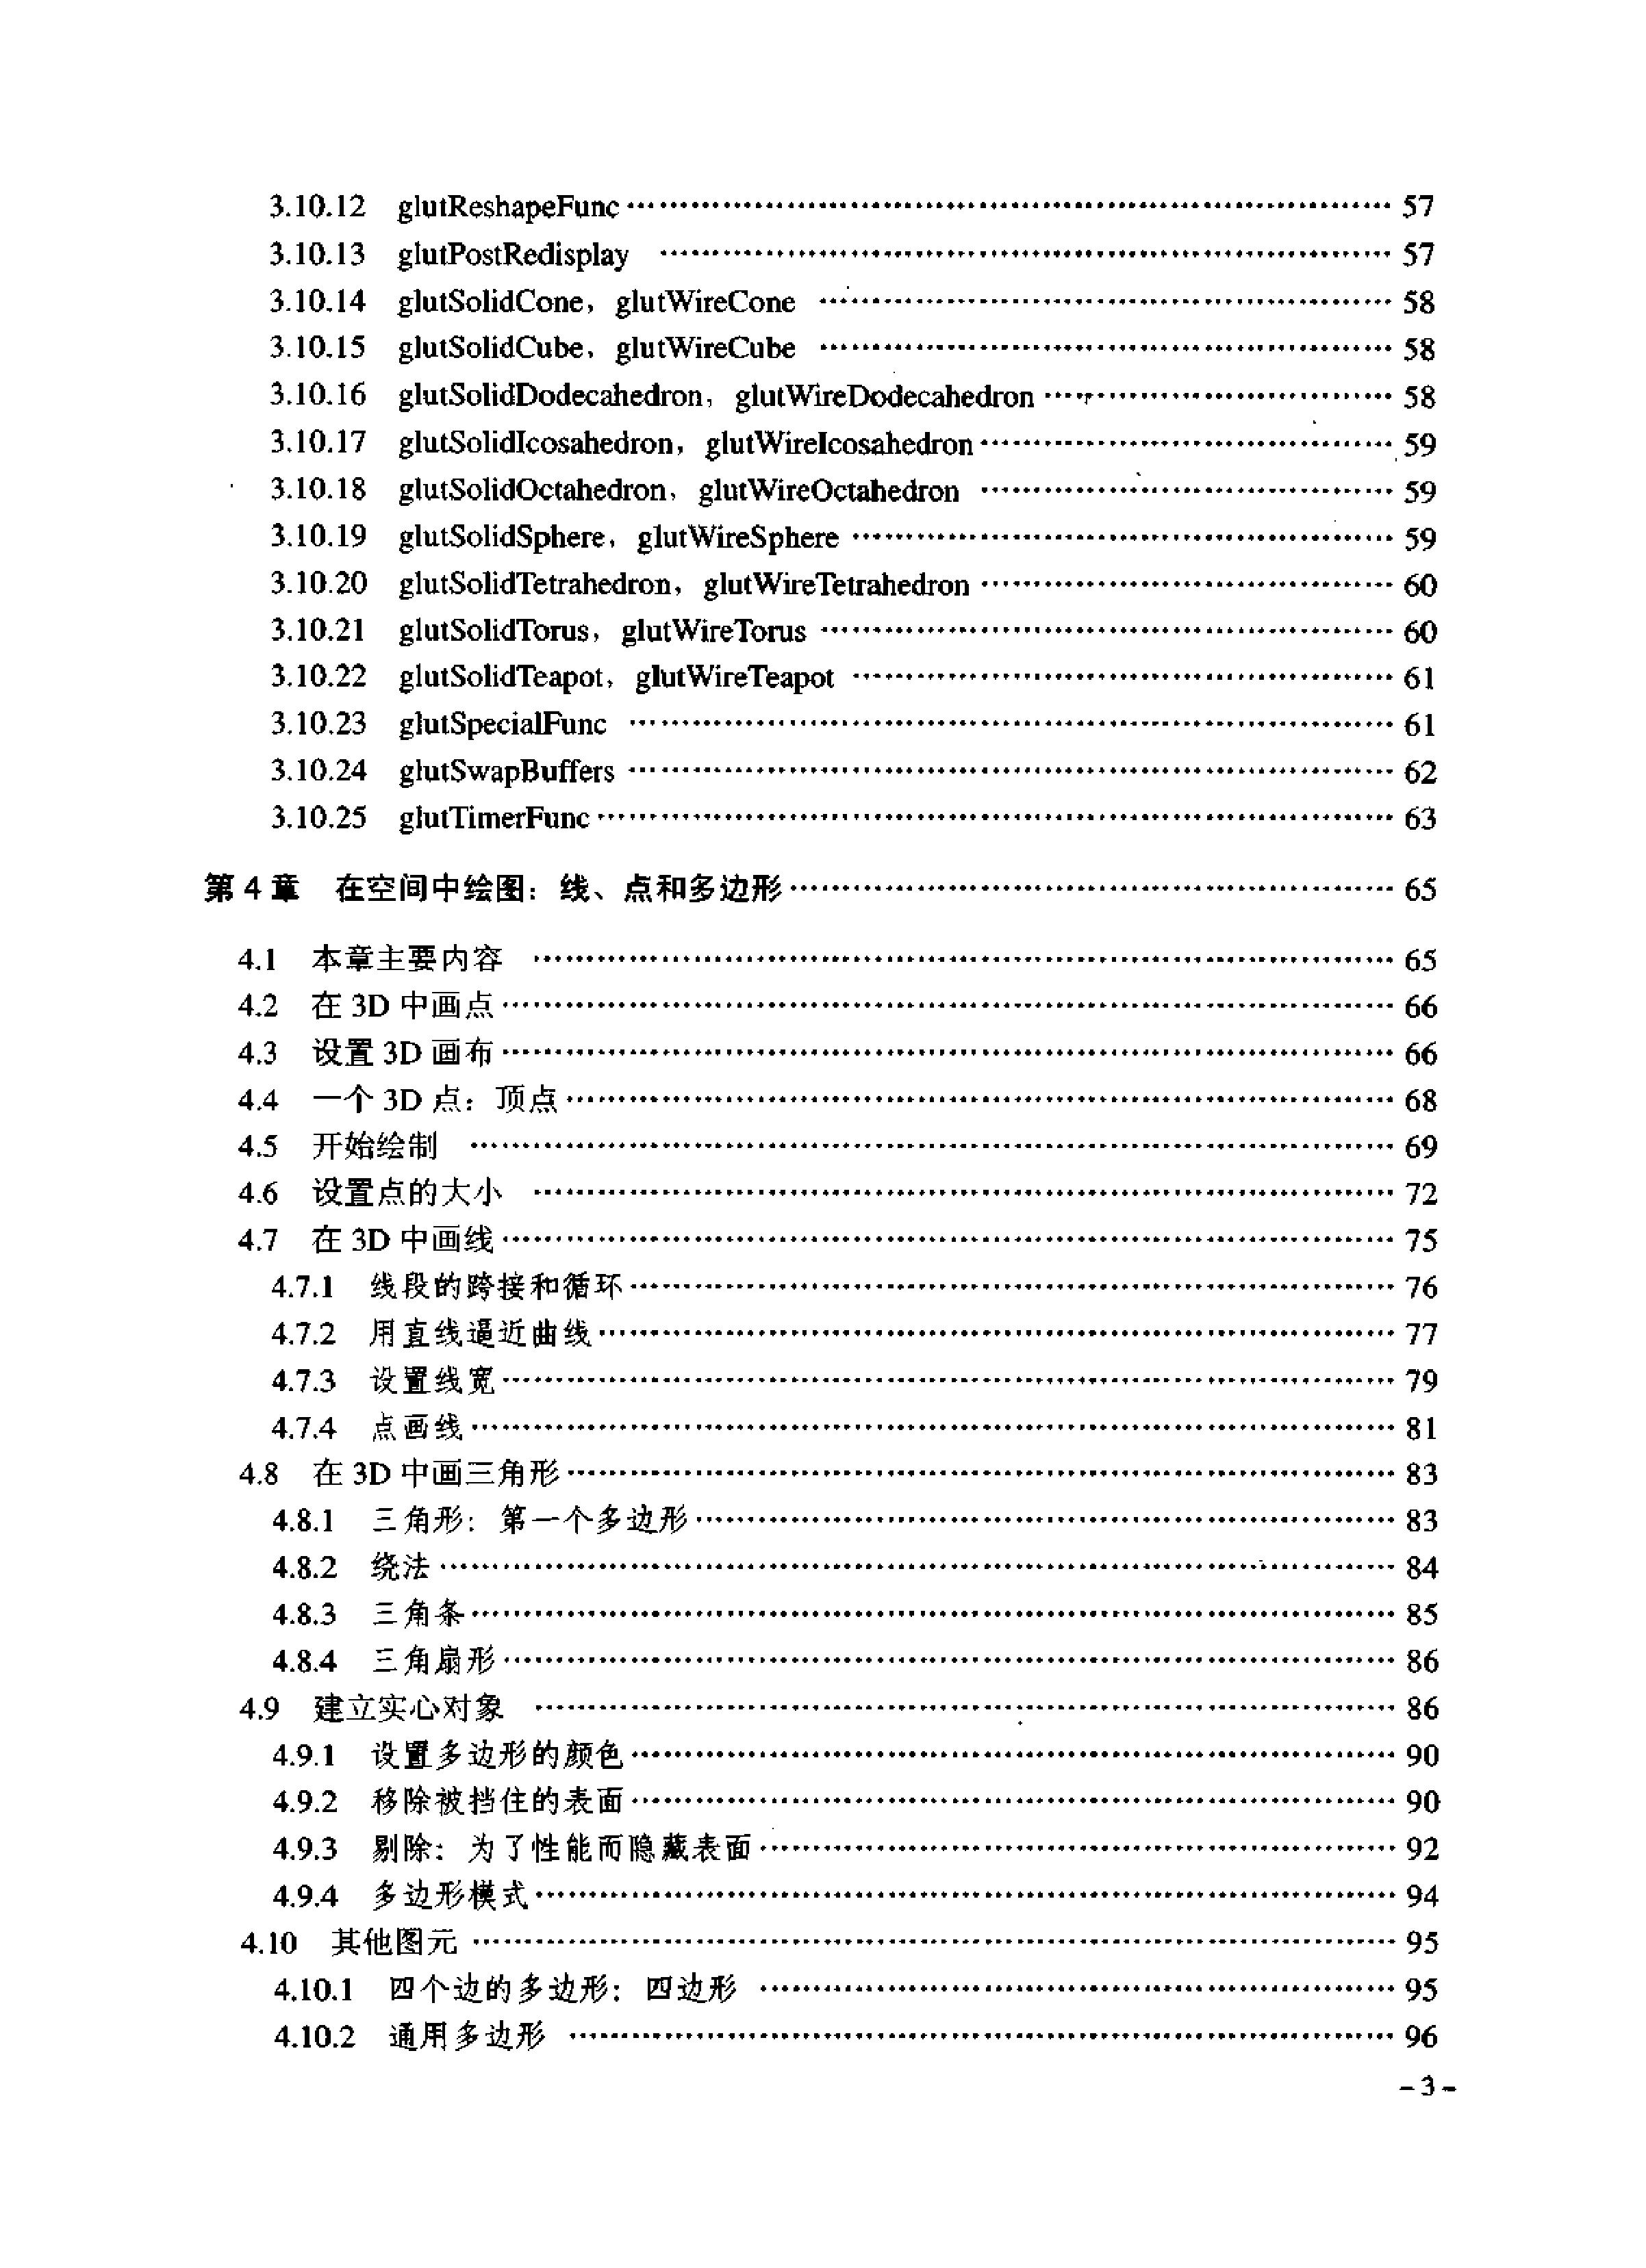 3.10.12 glutReshapeFunc 57
3.10.13 glutPostRedisplay 57
3.10.14 glutSolidCone, glutWireCone 58
3.10.15 glutSolidCube, glutWireCube 58
3.10.16 glutSolidDodecahedron, glutWireDodecahedron 58
3.10.17 glutSolidIcosahedron, glutWireIcosahedron 59
3.10.18 glutSolidOctahedron, glutWireOctahedron 59
3.10.19 glutSolidSphere, glutWireSphere 59
3.10.20 glutSolidTetrahedron, glutWireTetrahedron 60
3.10.21 glutSolidTorus, glutWireTorus 60
3.10.22 glutSolidTeapot, glutWireTeapot 61
3.10.23 glutSpecialFunc 61
3.10.24 glutSwapBuffers 62
3.10.25 glutTimerFunc 63
第 4 章 在空间中绘图：线、点和多边形 65
4.1 本章主要内容 65
4.2 在 3D 中画点 66
4.3 设置 3D 画布 66
4.4 一个 3D 点：顶点 68
4.5 开始绘制 69
4.6 设置点的大小 72
4.7 在 3D 中画线 75
4.7.1 线段的跨接和循环 76
4.7.2 用直线逼近曲线 77
4.7.3 设置线宽 79
4.7.4 点画线 81
4.8 在 3D 中画三角形 83
4.8.1 三角形：第一个多边形 83
4.8.2 绕法 84
4.8.3 三角条 85
4.8.4 三角扇形 86
4.9 建立实心对象 86
4.9.1 设置多边形的颜色 90
4.9.2 移除被挡住的表面 90
4.9.3 剔除：为了性能而隐藏表面 92
4.9.4 多边形模式 94
4.10 其他图元 95
4.10.1 四个边的多边形：四边形 95
4.10.2 通用多边形 96
-3-